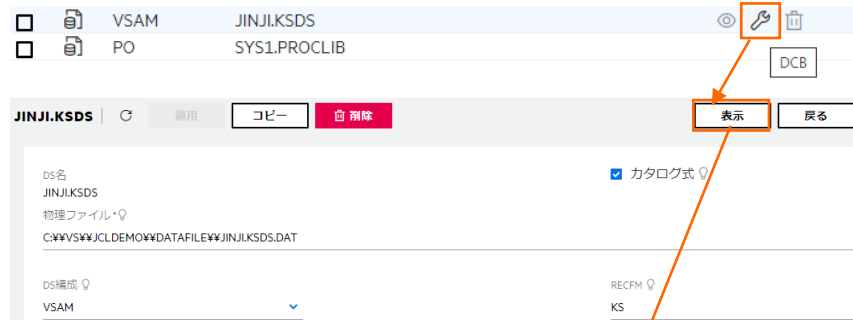 VSAM JINJI.KSDS
PO SYS1.PROCLIB
DCB
JINJI.KSDS 適用 コピー 削除 表示 戻る
DS名 カタログ式
JINJI.KSDS
物理ファイル*
C:¥¥VS¥¥JCLDEMO¥¥DATAFILE¥¥JINJI.KSDS.DAT
DS編成 RECFM
VSAM KS